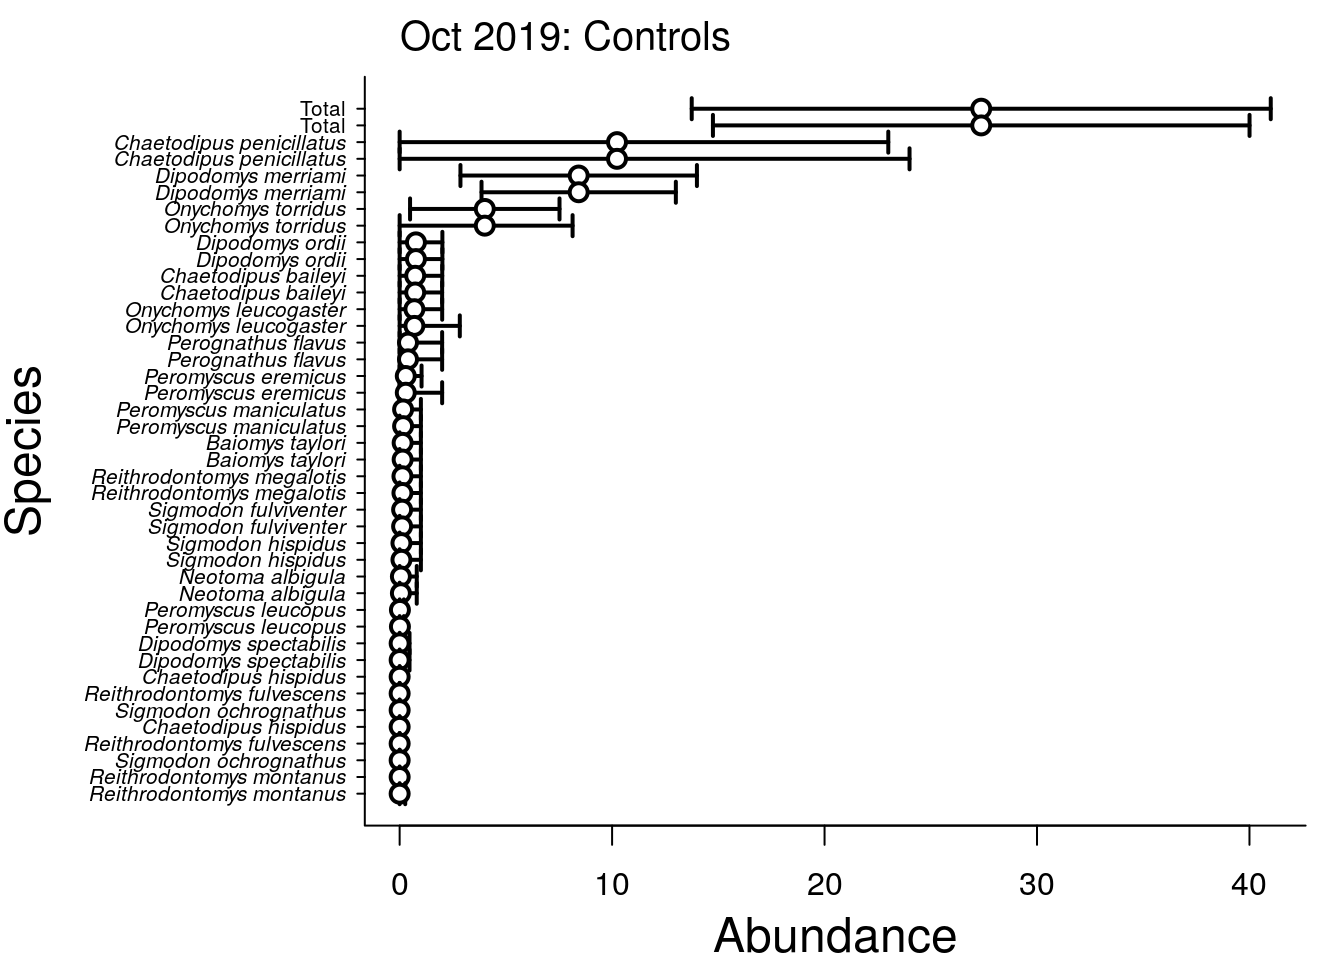 Oct 2019: Controls
Total
Total
Chaetodipus penicillatus
Chaetodipus penicillatus
Dipodomys merriami
Dipodomys merriami
Onychomys torridus
Onychomys torridus
Dipodomys ordii
Dipodomys ordii
Chaetodipus baileyi
Chaetodipus baileyi
Onychomys leucogaster
Onychomys leucogaster
Perognathus flavus
Perognathus flavus
Peromyscus eremicus
Peromyscus eremicus
Peromyscus maniculatus
Peromyscus maniculatus
Baiomys taylori
Baiomys taylori
Reithrodontomys megalotis
Reithrodontomys megalotis
Sigmodon fulviventer
Sigmodon fulviventer
Sigmodon hispidus
Sigmodon hispidus
Neotoma albigula
Neotoma albigula
Peromyscus leucopus
Peromyscus leucopus
Dipodomys spectabilis
Dipodomys spectabilis
Chaetodipus hispidus
Reithrodontomys fulvescens
Sigmodon ochrognathus
Chaetodipus hispidus
Reithrodontomys fulvescens
Sigmodon ochrognathus
Reithrodontomys montanus
Reithrodontomys montanus
Species
0 10 20 30 40
Abundance